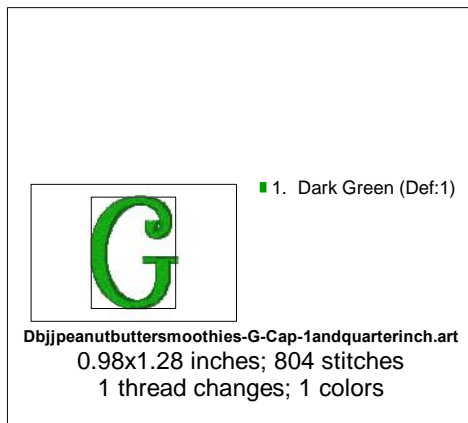 1. Dark Green (Def:1)
G
Dbjjpeanutbuttersmoothies-G-Cap-1andquarterinch.art
0.98x1.28 inches; 804 stitches
1 thread changes; 1 colors